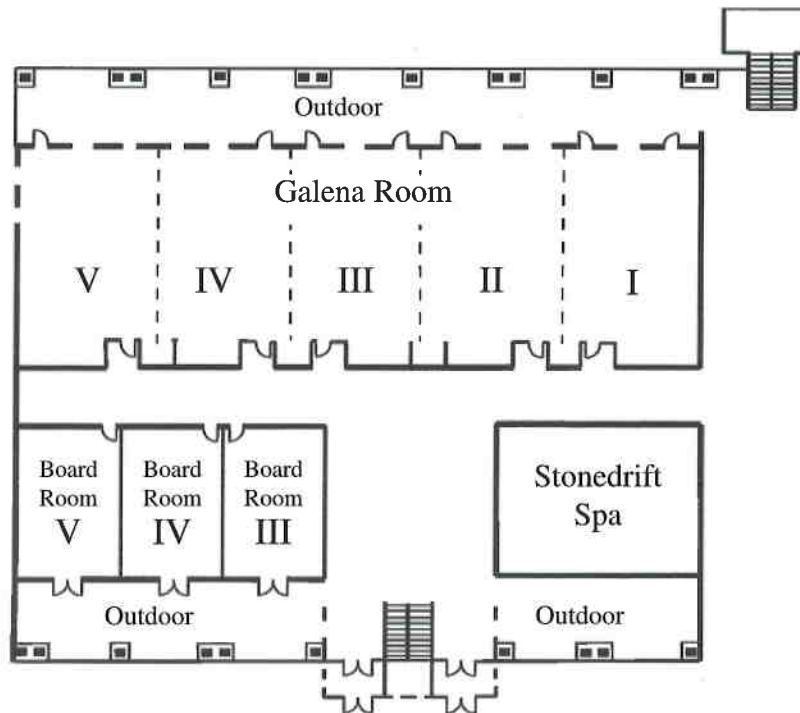 Outdoor
Galena Room
V
IV
III
II
I
Board
Room
V
Board
Room
IV
Board
Room
III
Stonedrift
Spa
Outdoor
Outdoor